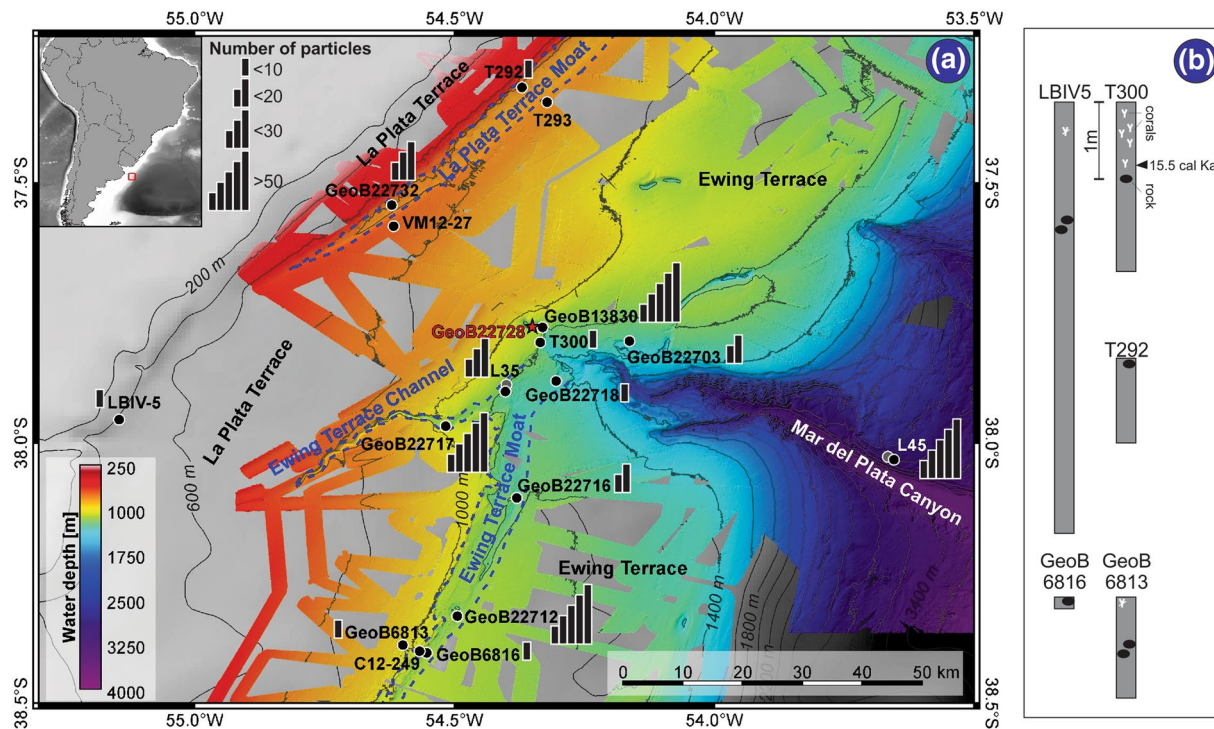 55.0°W
54.5°W
54.0°W
53.5°W
(a)
(b)
Number of particles
<10
<20
<30
>50
T292
T293
La Plata Terrace
La Plata Terrace Moat
GeoB22732
VM12-27
37.5°S
37.5°S
Ewing Terrace
200 m
GeoB13830
GeoB22728
T300
GeoB22703
L35
GeoB22718
LBIV-5
La Plata Terrace
Ewing Terrace Channel
GeoB22717
38.0°S
38.0°S
L45
Mar del Plata Canyon
GeoB22716
600 m
1000 m
Ewing Terrace Moat
Ewing Terrace
Water depth [m]
250
1000
1750
2500
3250
4000
GeoB22712
GeoB6813
C12-249
GeoB6816
1400 m
1800 m
3400 m
0 10 20 30 40 50 km
38.5°S
38.5°S
55.0°W
54.5°W
54.0°W
LBIV5
T300
1m
corals
15.5 cal Ka
rock
T292
GeoB
6816
GeoB
6813